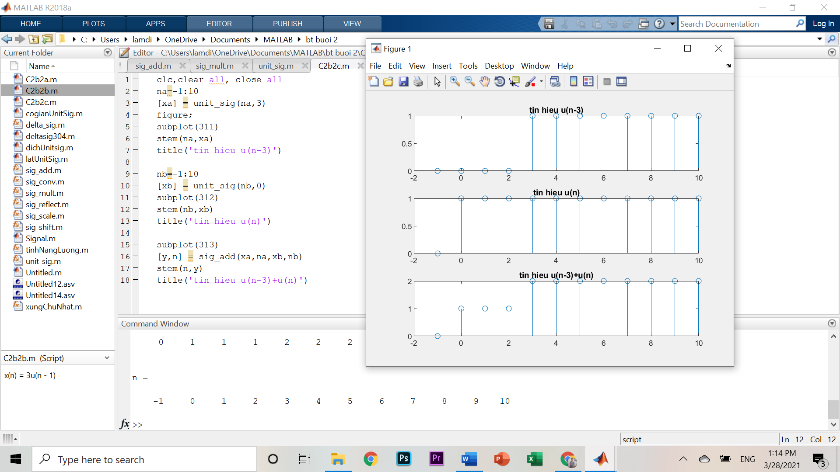 MATLAB R2018a
HOME PLOTS APPS EDITOR PUBLISH VIEW Search Documentation Log In
C: Users lamdi OneDrive Documents MATLAB bt buoi 2
Current Folder
Name
C2b2a.m
C2b2b.m
C2b2c.m
cogianUnitSig.m
delta_sig.m
deltasig304.m
dichUnitsig.m
latUnitSig.m
sig_add.m
sig_conv.m
sig_mult.m
sig_reflect.m
sig_scale.m
sig_shift.m
Signal.m
tinhNangLuong.m
unit_sig.m
Untitled.m
Untitled12.asv
Untitled14.asv
xungChuNhat.m
C2b2b.m (Script)
x(n) = 3u(n - 1)
Editor - C:\Users\lamdi\OneDrive\Documents\MATLAB\bt buoi 2\C
sig_add.m sig_mult.m unit_sig.m C2b2c.m
1 clc,clear all, close all
2 na=-1:10
3 [xa] = unit_sig(na,3)
4 figure;
5 subplot(311)
6 stem(na,xa)
7 title('tin hieu u(n-3)')
8
9 nb=-1:10
10 [xb] = unit_sig(nb,0)
11 subplot(312)
12 stem(nb,xb)
13 title('tin hieu u(n)')
14
15 subplot(313)
16 [y,n] = sig_add(xa,na,xb,nb)
17 stem(n,y)
18 title('tin hieu u(n-3)+u(n)')
Figure 1
File Edit View Insert Tools Desktop Window Help
tin hieu u(n-3)
1
0.5
0
-2 0 2 4 6 8 10
tin hieu u(n)
1
0.5
0
-2 0 2 4 6 8 10
tin hieu u(n-3)+u(n)
2
1
0
-2 0 2 4 6 8 10
Command Window
0 1 1 1 2 2 2
n =
-1 0 1 2 3 4 5 6 7 8 9 10
fx >>
script Ln 12 Col 12
Type here to search
ENG
1:14 PM
3/28/2021